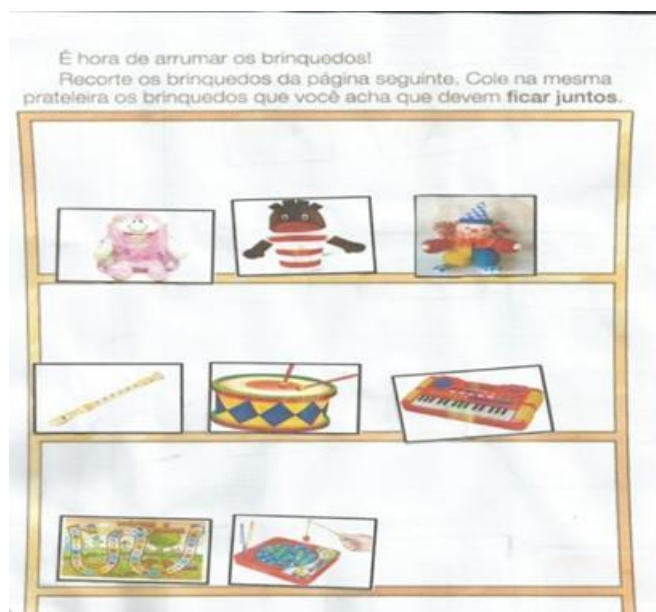 É hora de arrumar os brinquedos!
Recorte os brinquedos da página seguinte. Cole na mesma
prateleira os brinquedos que você acha que devem ficar juntos.